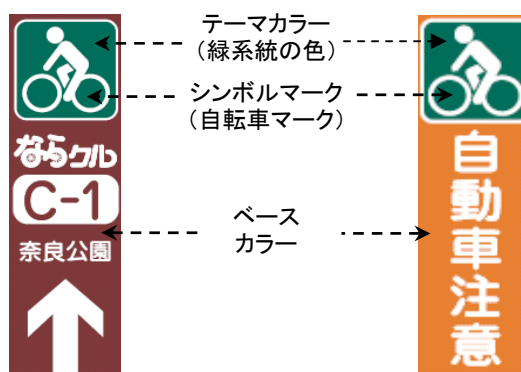 テーマカラー
（緑系統の色）
シンボルマーク
（自転車マーク）
ならクル
C-1
奈良公園
ベース
カラー
自動車注意